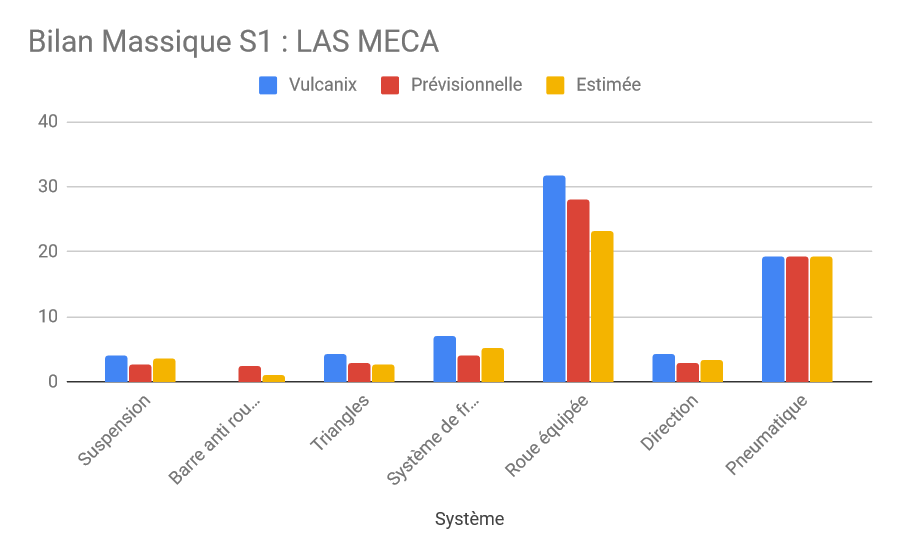 Bilan Massique S1 : LAS MECA
Vulcanix Prévisionnelle Estimée
40
30
20
10
0
Suspension
Barre anti rou...
Triangles
Système de fr...
Roue équipée
Direction
Pneumatique
Système